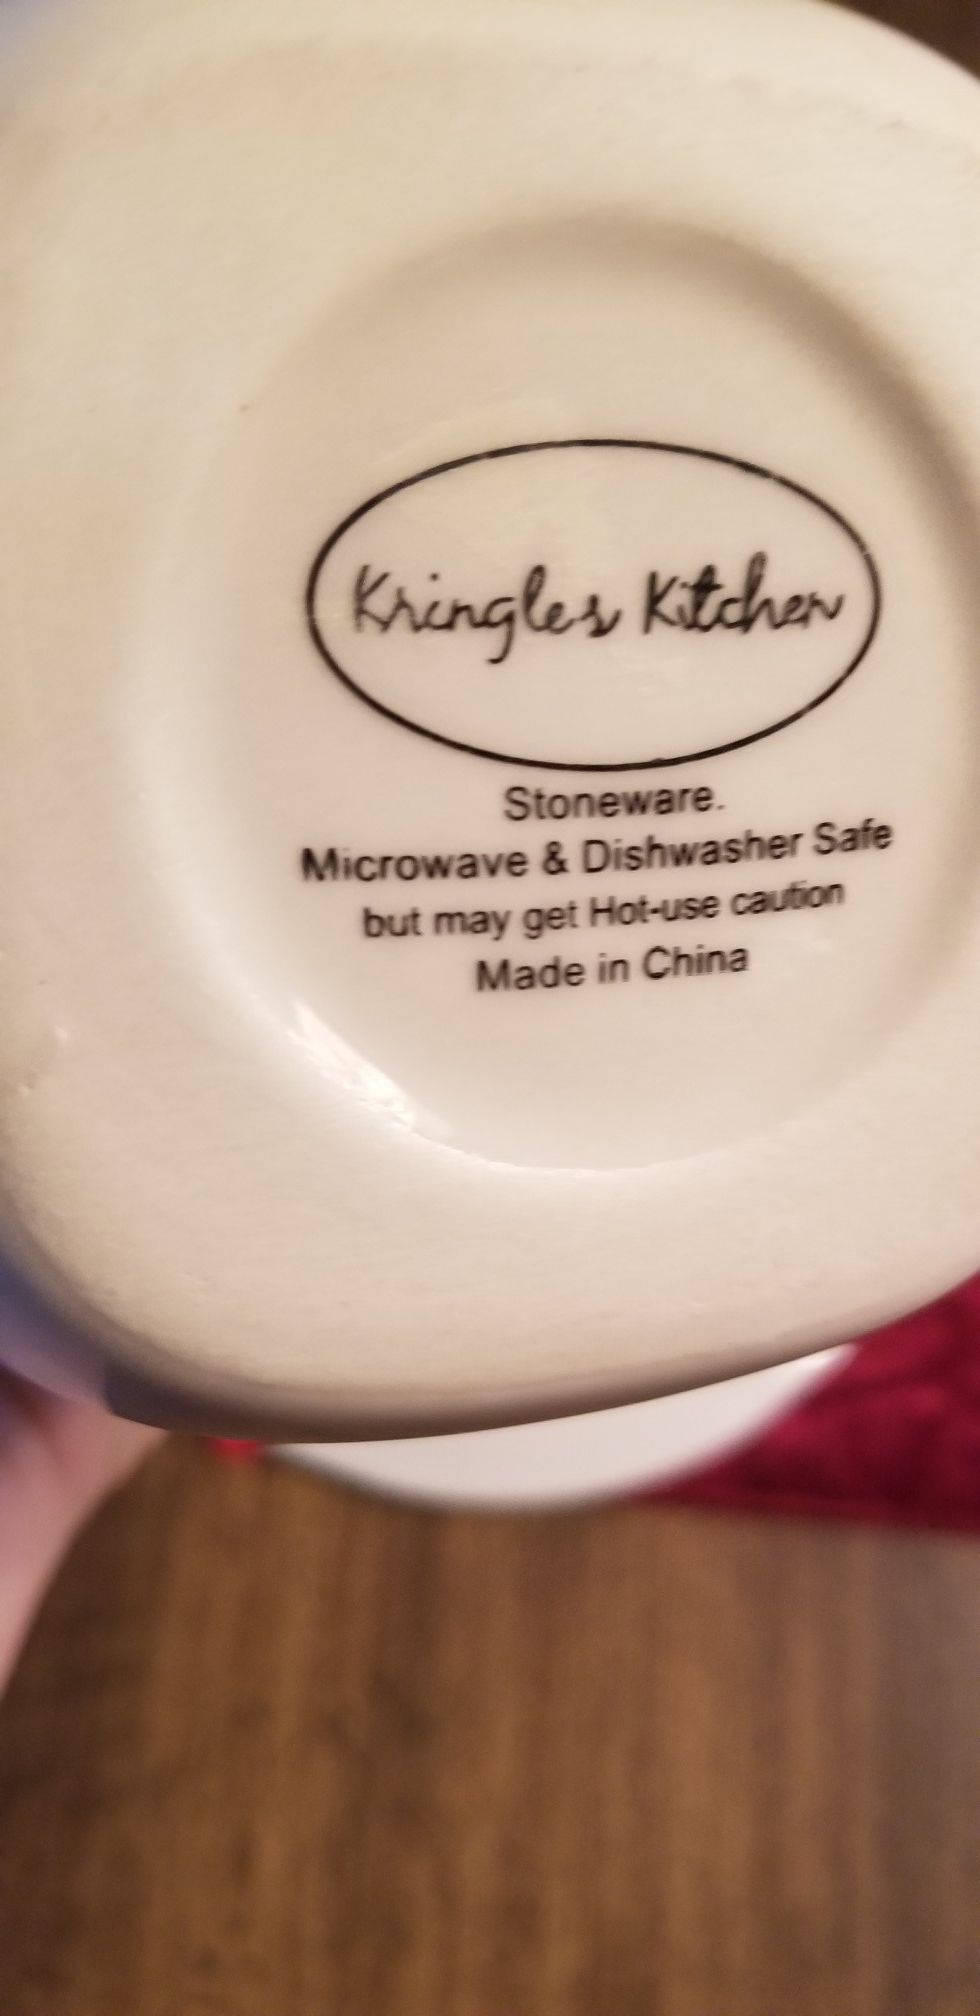 Kringles Kitchen
Stoneware.
Microwave & Dishwasher Safe
but may get Hot-use caution
Made in China